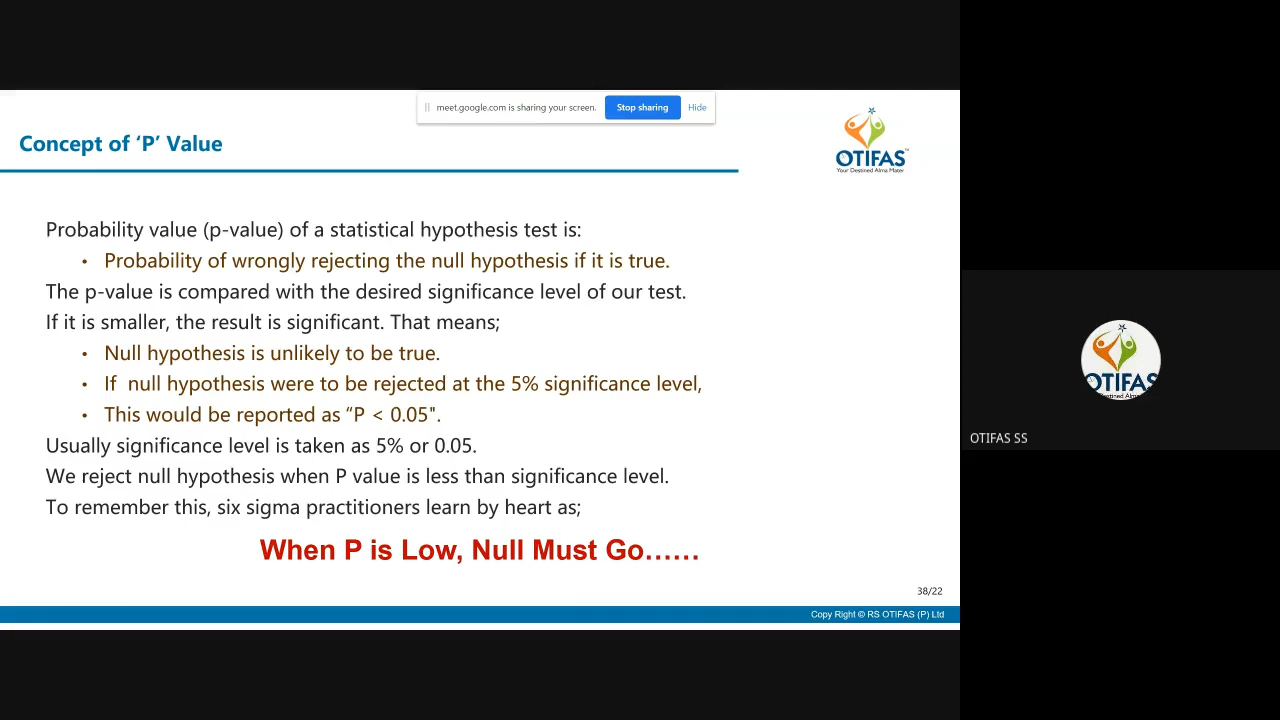 meet.google.com is sharing your screen. Stop sharing Hide
Concept of ‘P’ Value
OTIFAS™
Your Destined Alma Mater
Probability value (p-value) of a statistical hypothesis test is:
• Probability of wrongly rejecting the null hypothesis if it is true.
The p-value is compared with the desired significance level of our test.
If it is smaller, the result is significant. That means;
• Null hypothesis is unlikely to be true.
• If null hypothesis were to be rejected at the 5% significance level,
• This would be reported as “P < 0.05".
Usually significance level is taken as 5% or 0.05.
We reject null hypothesis when P value is less than significance level.
To remember this, six sigma practitioners learn by heart as;
When P is Low, Null Must Go......
38/22
Copy Right © RS OTIFAS (P) Ltd
OTIFAS
Destined Alma
OTIFAS SS